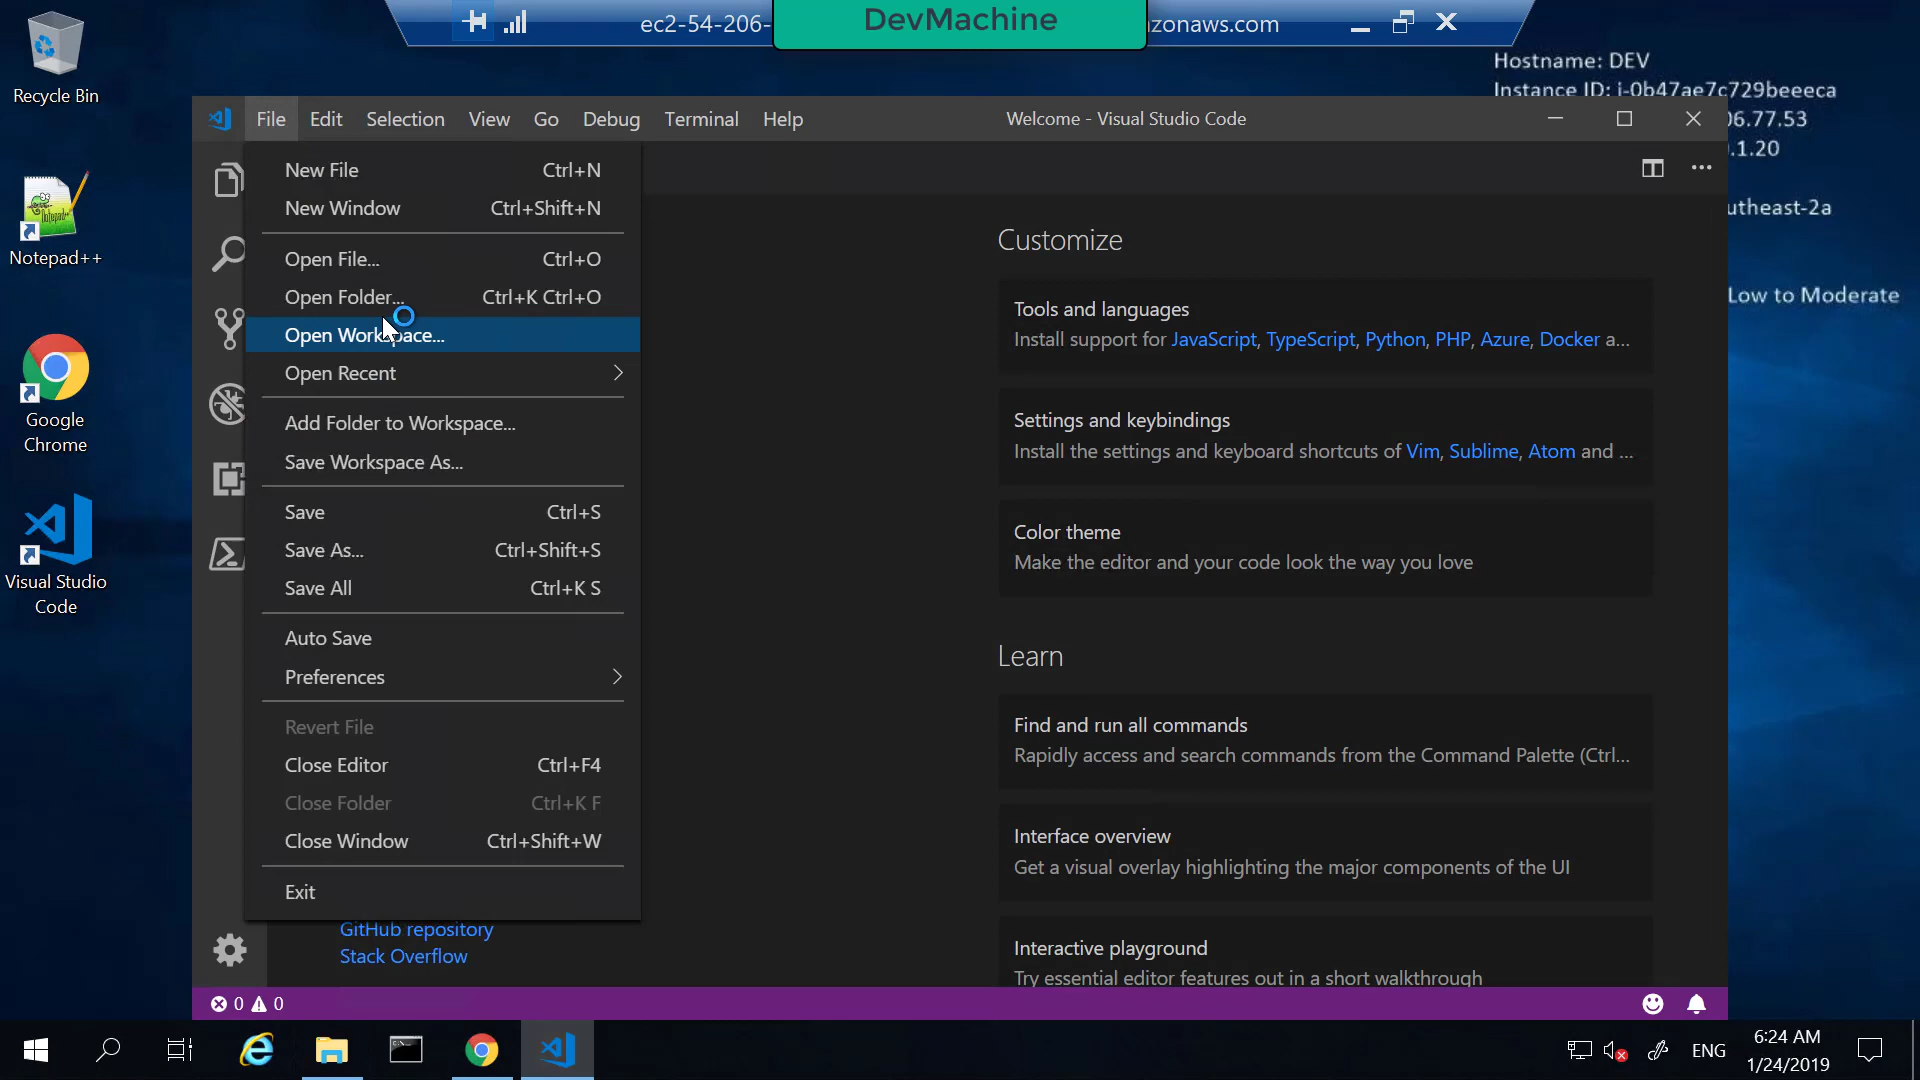 ec2-54-206-
DevMachine
zonaws.com
Recycle Bin
Notepad++
Google
Chrome
Visual Studio
Code
Hostname: DEV
Instance ID: i-0b47ae7c729beeeca
06.77.53
.1.20
utheast-2a
Low to Moderate
File Edit Selection View Go Debug Terminal Help
Welcome - Visual Studio Code
New File Ctrl+N
New Window Ctrl+Shift+N
Open File... Ctrl+O
Open Folder... Ctrl+K Ctrl+O
Open Workspace...
Open Recent
Add Folder to Workspace...
Save Workspace As...
Save Ctrl+S
Save As... Ctrl+Shift+S
Save All Ctrl+K S
Auto Save
Preferences
Revert File
Close Editor Ctrl+F4
Close Folder Ctrl+K F
Close Window Ctrl+Shift+W
Exit
GitHub repository
Stack Overflow
Customize
Tools and languages
Install support for JavaScript, TypeScript, Python, PHP, Azure, Docker a...
Settings and keybindings
Install the settings and keyboard shortcuts of Vim, Sublime, Atom and ...
Color theme
Make the editor and your code look the way you love
Learn
Find and run all commands
Rapidly access and search commands from the Command Palette (Ctrl...
Interface overview
Get a visual overlay highlighting the major components of the UI
Interactive playground
Try essential editor features out in a short walkthrough
0 0
ENG
6:24 AM
1/24/2019